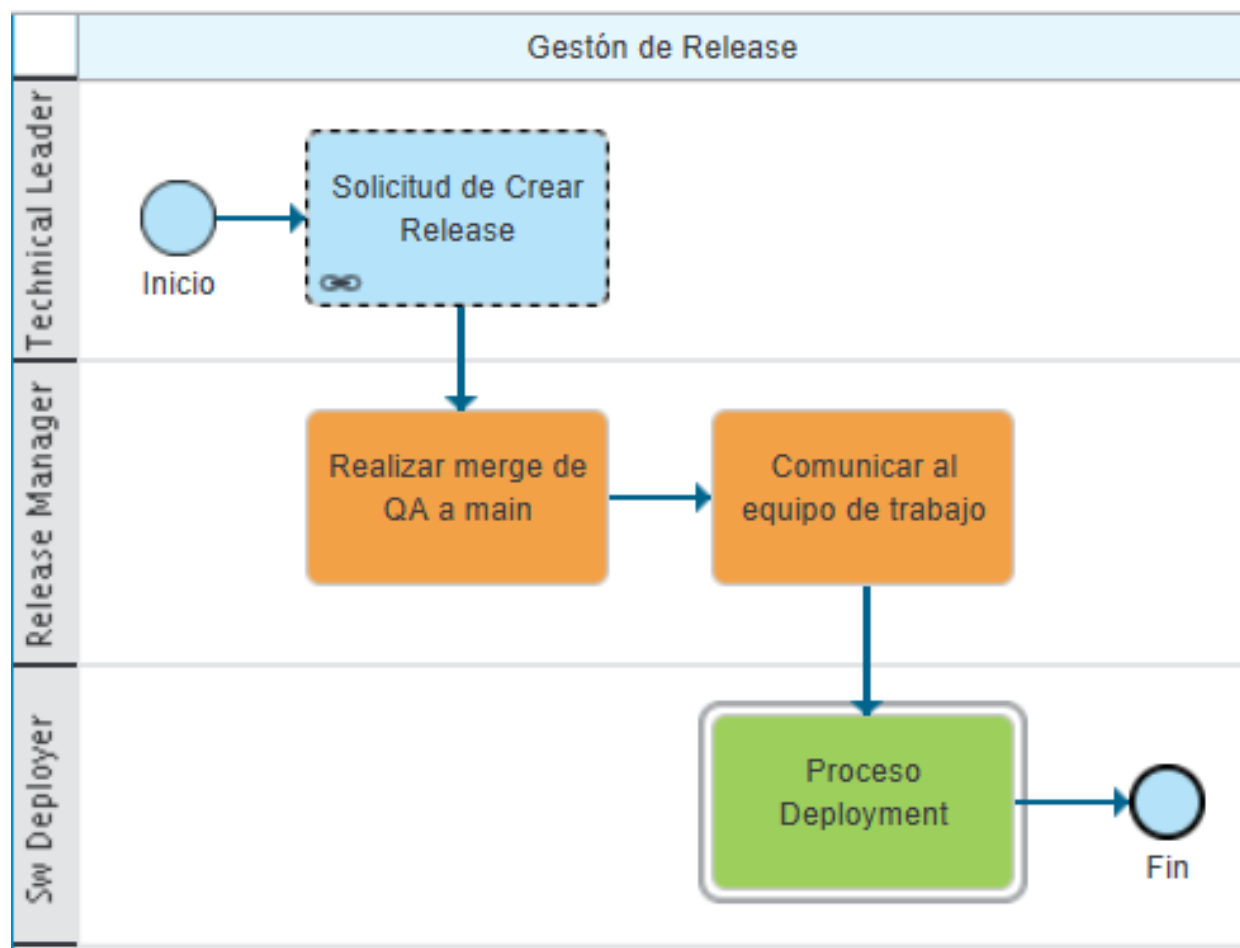 Gestón de Release
Technical Leader
Inicio
Solicitud de Crear
Release
Release Manager
Realizar merge de
QA a main
Comunicar al
equipo de trabajo
Sw Deployer
Proceso
Deployment
Fin